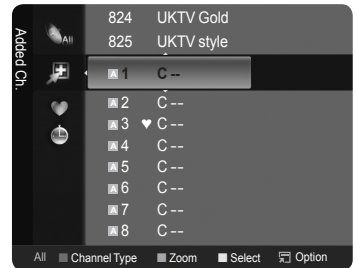 824 UKTV Gold
All
825 UKTV style
Added Ch.
A 1 C --
A 2 C --
A 3 ♥ C --
A 4 C --
A 5 C --
A 6 C --
A 7 C --
A 8 C --
All Channel Type Zoom Select Option